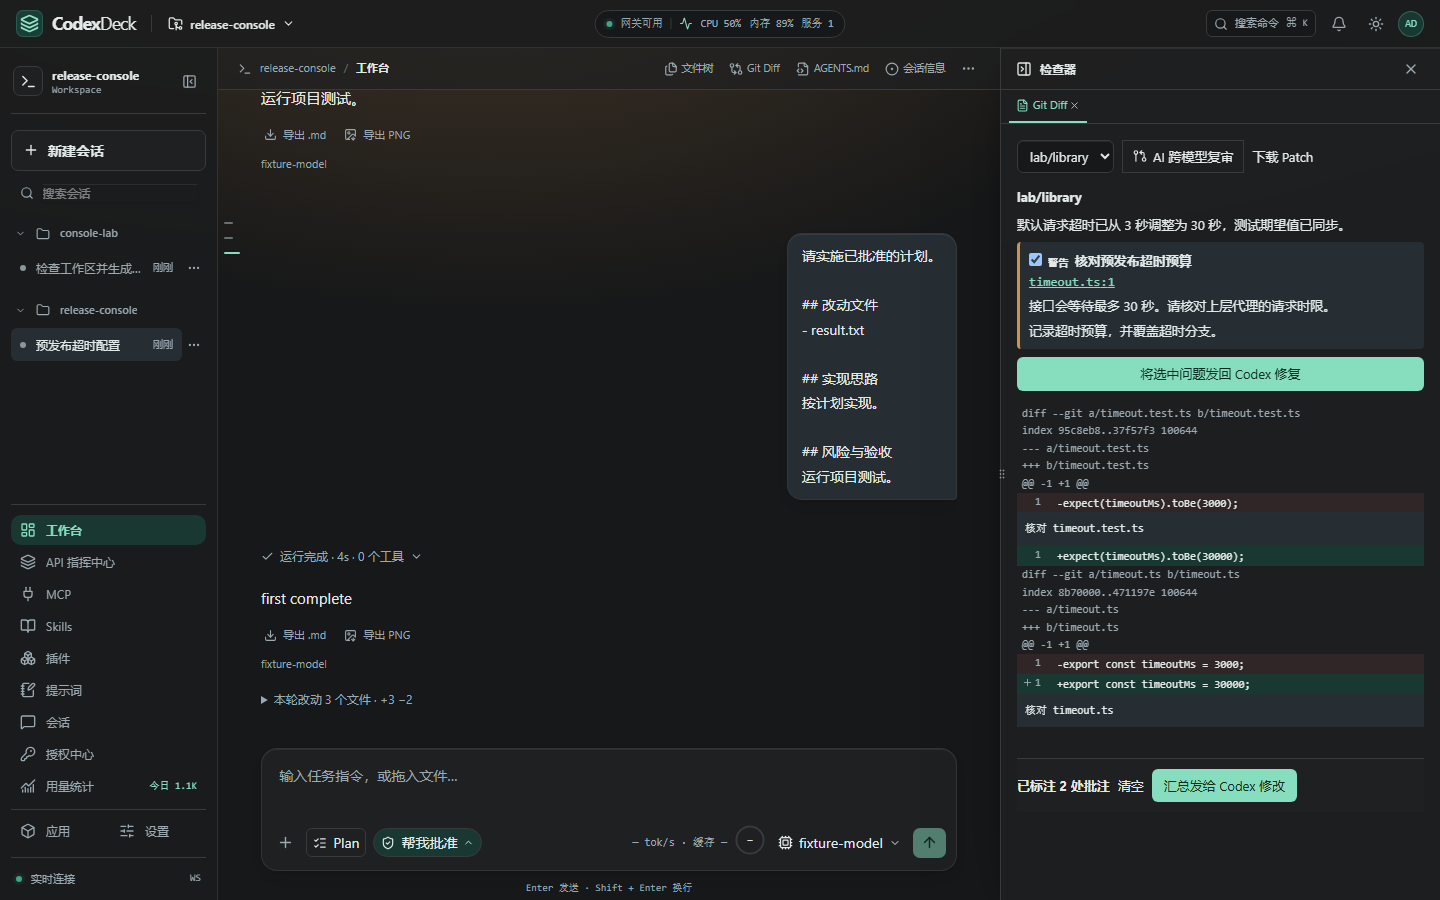 CodexDeck
release-console
网关可用 CPU 50% 内存 89% 服务 1
搜索命令 ⌘ K
AD
release-console
Workspace
新建会话
搜索会话
console-lab
检查工作区并生成... 刚刚
release-console
预发布超时配置 刚刚
工作台
API 指挥中心
MCP
Skills
插件
提示词
会话
授权中心
用量统计 今日 1.1K
应用 设置
实时连接 WS
release-console / 工作台
文件树 Git Diff AGENTS.md 会话信息
运行项目测试。
导出 .md 导出 PNG
fixture-model
请实施已批准的计划。
## 改动文件
- result.txt
## 实现思路
按计划实现。
## 风险与验收
运行项目测试。
运行完成 · 4s · 0 个工具
first complete
导出 .md 导出 PNG
fixture-model
本轮改动 3 个文件 · +3 −2
输入任务指令，或拖入文件...
Plan 帮我批准 — tok/s · 缓存 — – fixture-model
Enter 发送 · Shift + Enter 换行
检查器
Git Diff
lab/library AI 跨模型复审 下载 Patch
lab/library
默认请求超时已从 3 秒调整为 30 秒，测试期望值已同步。
警告 核对预发布超时预算
timeout.ts:1
接口会等待最多 30 秒。请核对上层代理的请求时限。
记录超时预算，并覆盖超时分支。
将选中问题发回 Codex 修复
diff --git a/timeout.test.ts b/timeout.test.ts
index 95c8eb8..37f57f3 100644
--- a/timeout.test.ts
+++ b/timeout.test.ts
@@ -1 +1 @@
1 -expect(timeoutMs).toBe(3000);
核对 timeout.test.ts
1 +expect(timeoutMs).toBe(30000);
diff --git a/timeout.ts b/timeout.ts
index 8b70000..471197e 100644
--- a/timeout.ts
+++ b/timeout.ts
@@ -1 +1 @@
1 -export const timeoutMs = 3000;
+ 1 +export const timeoutMs = 30000;
核对 timeout.ts
已标注 2 处批注 清空 汇总发给 Codex 修改